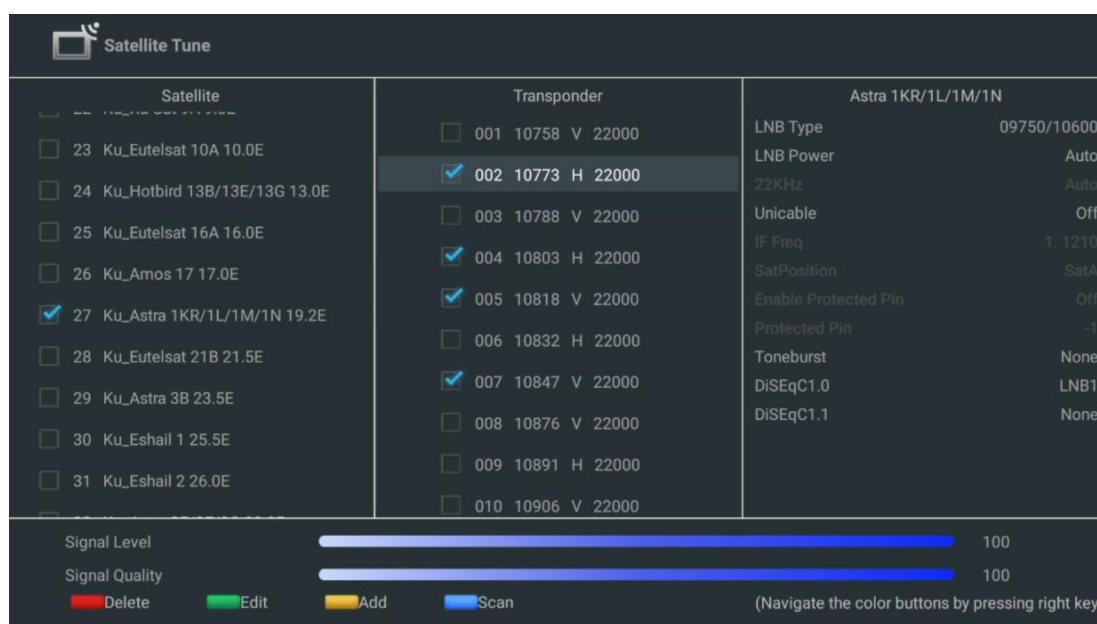 Satellite Tune
Satellite
23 Ku_Eutelsat 10A 10.0E
24 Ku_Hotbird 13B/13E/13G 13.0E
25 Ku_Eutelsat 16A 16.0E
26 Ku_Amos 17 17.0E
27 Ku_Astra 1KR/1L/1M/1N 19.2E
28 Ku_Eutelsat 21B 21.5E
29 Ku_Astra 3B 23.5E
30 Ku_Eshail 1 25.5E
31 Ku_Eshail 2 26.0E
Transponder
001 10758 V 22000
002 10773 H 22000
003 10788 V 22000
004 10803 H 22000
005 10818 V 22000
006 10832 H 22000
007 10847 V 22000
008 10876 V 22000
009 10891 H 22000
010 10906 V 22000
Astra 1KR/1L/1M/1N
LNB Type 09750/10600
LNB Power Auto
22KHz Auto
Unicable Off
IF Freq 1. 1210
SatPosition SatA
Enable Protected Pin Off
Protected Pin -1
Toneburst None
DiSEqC1.0 LNB1
DiSEqC1.1 None
Signal Level 100
Signal Quality 100
Delete Edit Add Scan (Navigate the color buttons by pressing right key